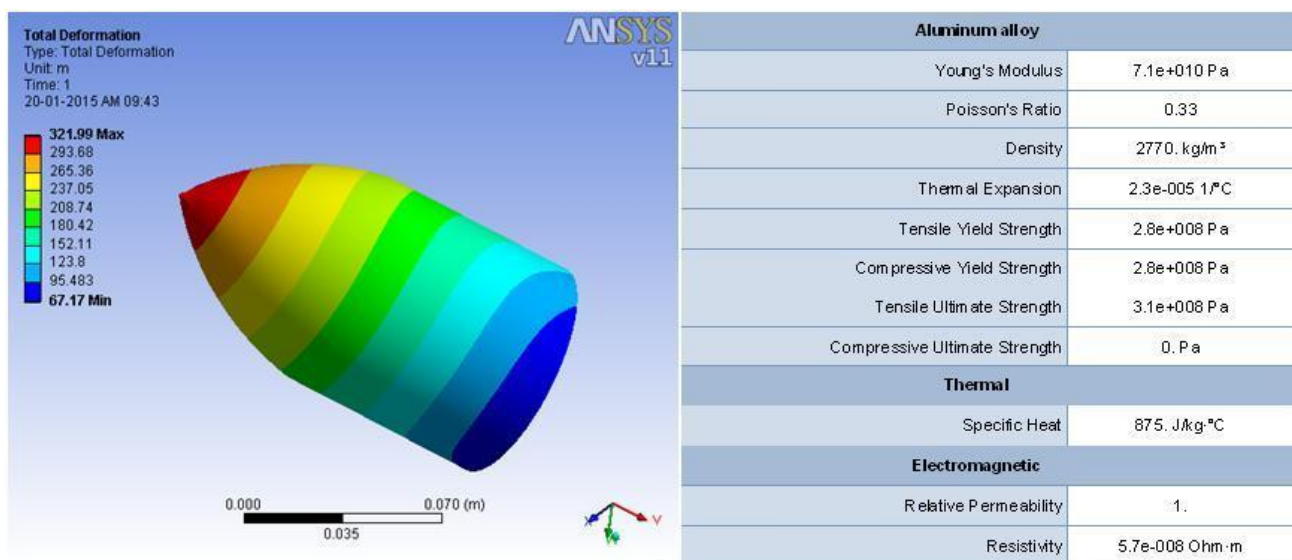 Total Deformation
Type: Total Deformation
Unit: m
Time: 1
20-01-2015 AM 09:43
321.99 Max
293.68
265.36
237.05
208.74
180.42
152.11
123.8
95.483
67.17 Min
ANSYS
v11
0.000 0.070 (m)
0.035
X Y
Aluminum alloy
Young's Modulus 7.1e+010 Pa
Poisson's Ratio 0.33
Density 2770. kg/m³
Thermal Expansion 2.3e-005 1/°C
Tensile Yield Strength 2.8e+008 Pa
Compressive Yield Strength 2.8e+008 Pa
Tensile Ultimate Strength 3.1e+008 Pa
Compressive Ultimate Strength 0. Pa
Thermal
Specific Heat 875. J/kg·°C
Electromagnetic
Relative Permeability 1.
Resistivity 5.7e-008 Ohm·m